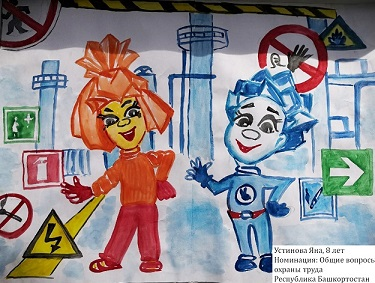 Устинова Яна, 8 лет
Номинация: Общие вопросы
охраны труда
Республика Башкортостан